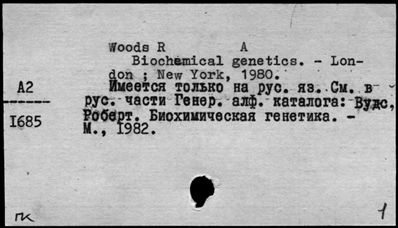 Woods R A
Biochemical genetics. - Lon-
don ; New York, 1980.
A2
Имеется только на рус. яз. См. в
рус. части Генер. алф. каталога: Вудс,
I685
Роберт. Биохимическая генетика. -
М., I982.
гк
1